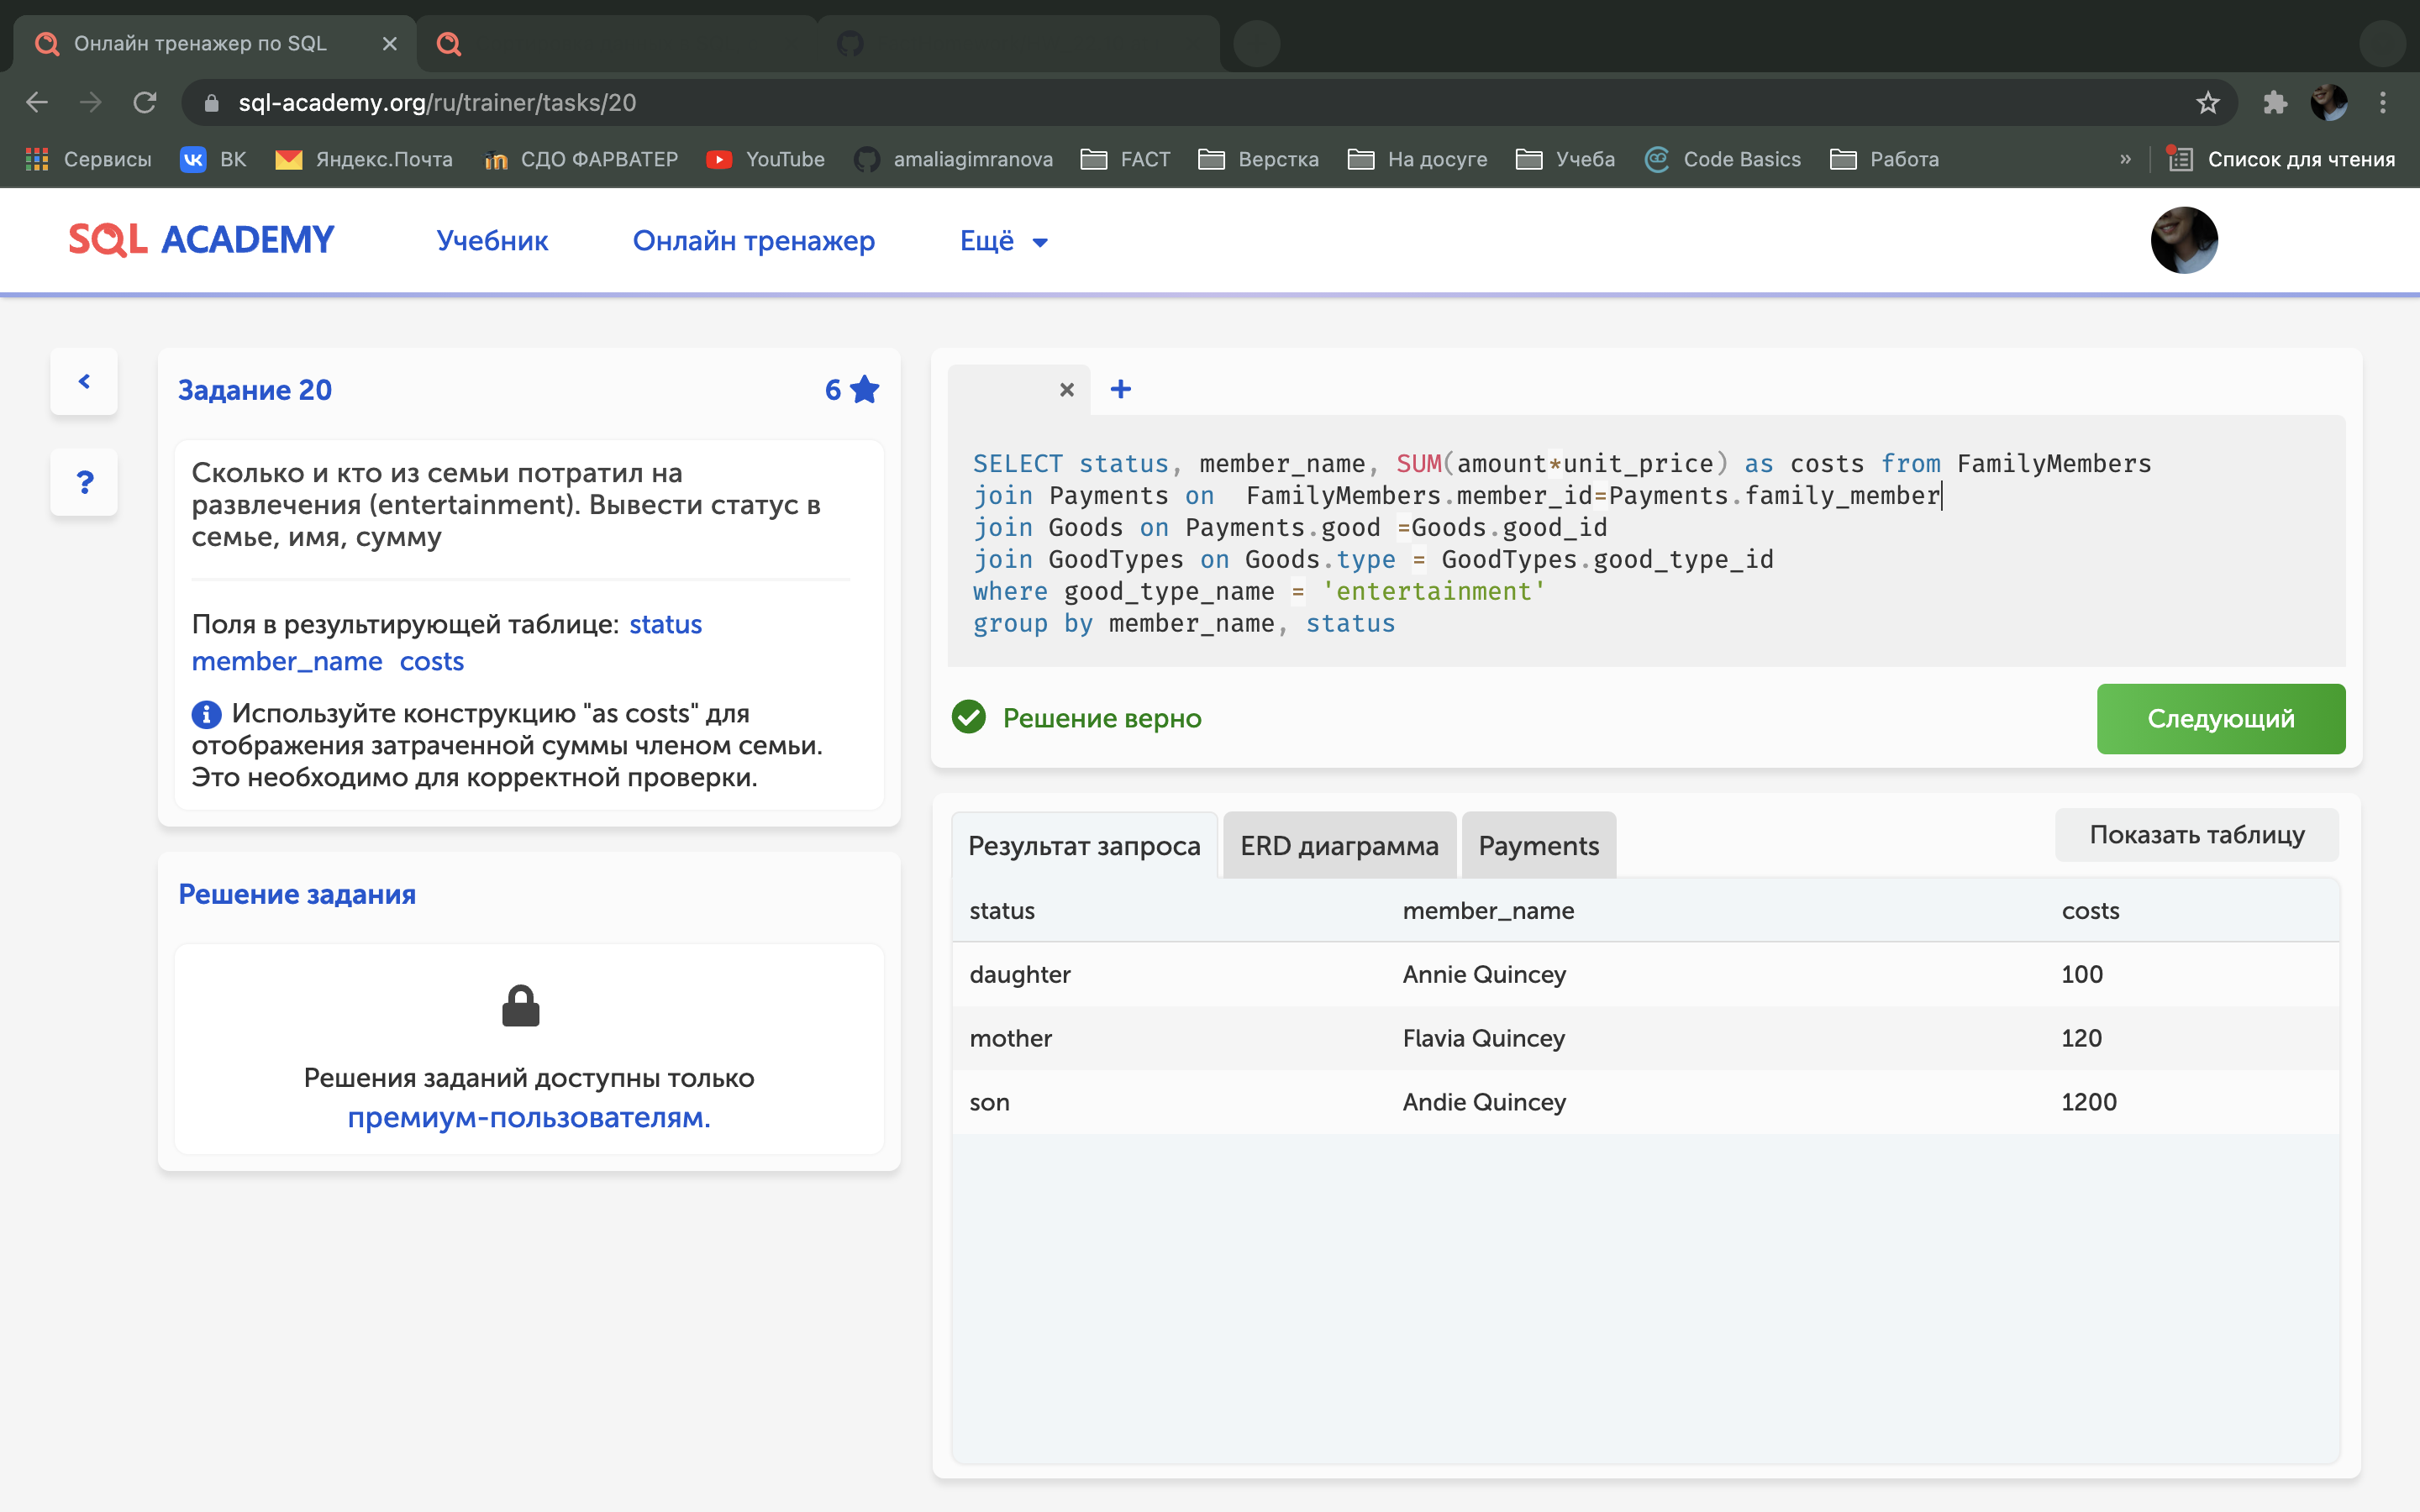 Онлайн тренажер по SQL
sql-academy.org/ru/trainer/tasks/20
Сервисы ВК Яндекс.Почта СДО ФАРВАТЕР YouTube amaliagimranova FACT Верстка На досуге Учеба Code Basics Работа » Список для чтения
SQL ACADEMY Учебник Онлайн тренажер Ещё
Задание 20 6
Сколько и кто из семьи потратил на
развлечения (entertainment). Вывести статус в
семье, имя, сумму
Поля в результирующей таблице: status
member_name costs
Используйте конструкцию "as costs" для
отображения затраченной суммы членом семьи.
Это необходимо для корректной проверки.
Решение задания
Решения заданий доступны только
премиум-пользователям.
SELECT status, member_name, SUM(amount*unit_price) as costs from FamilyMembers
join Payments on  FamilyMembers.member_id=Payments.family_member
join Goods on Payments.good =Goods.good_id
join GoodTypes on Goods.type = GoodTypes.good_type_id
where good_type_name = 'entertainment'
group by member_name, status
Решение верно Следующий
Результат запроса ERD диаграмма Payments Показать таблицу
status member_name costs
daughter Annie Quincey 100
mother Flavia Quincey 120
son Andie Quincey 1200